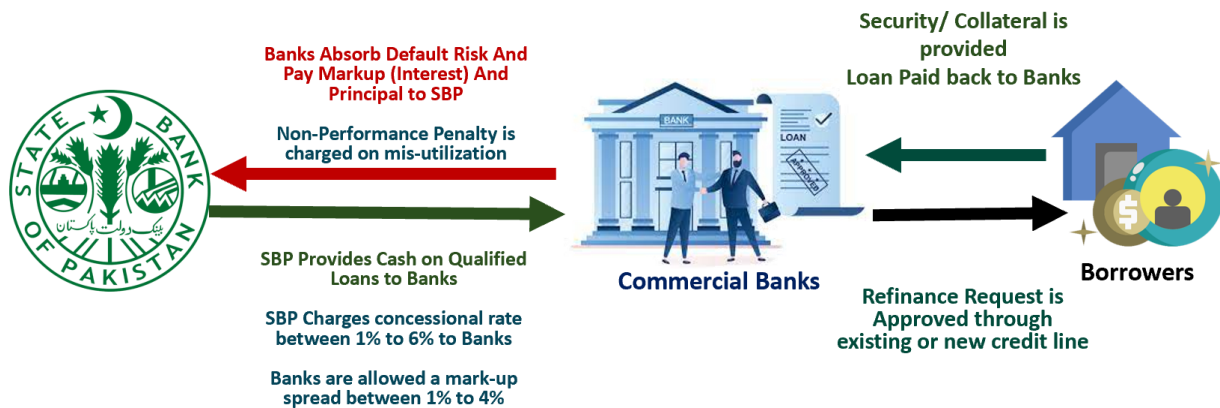 STATE BANK OF PAKISTAN
بینک دولت پاکستان
Banks Absorb Default Risk And
Pay Markup (Interest) And
Principal to SBP
Non-Performance Penalty is
charged on mis-utilization
SBP Provides Cash on Qualified
Loans to Banks
SBP Charges concessional rate
between 1% to 6% to Banks
Banks are allowed a mark-up
spread between 1% to 4%
BANK
LOAN
APPROVED
Commercial Banks
Security/ Collateral is
provided
Loan Paid back to Banks
$
Borrowers
Refinance Request is
Approved through
existing or new credit line